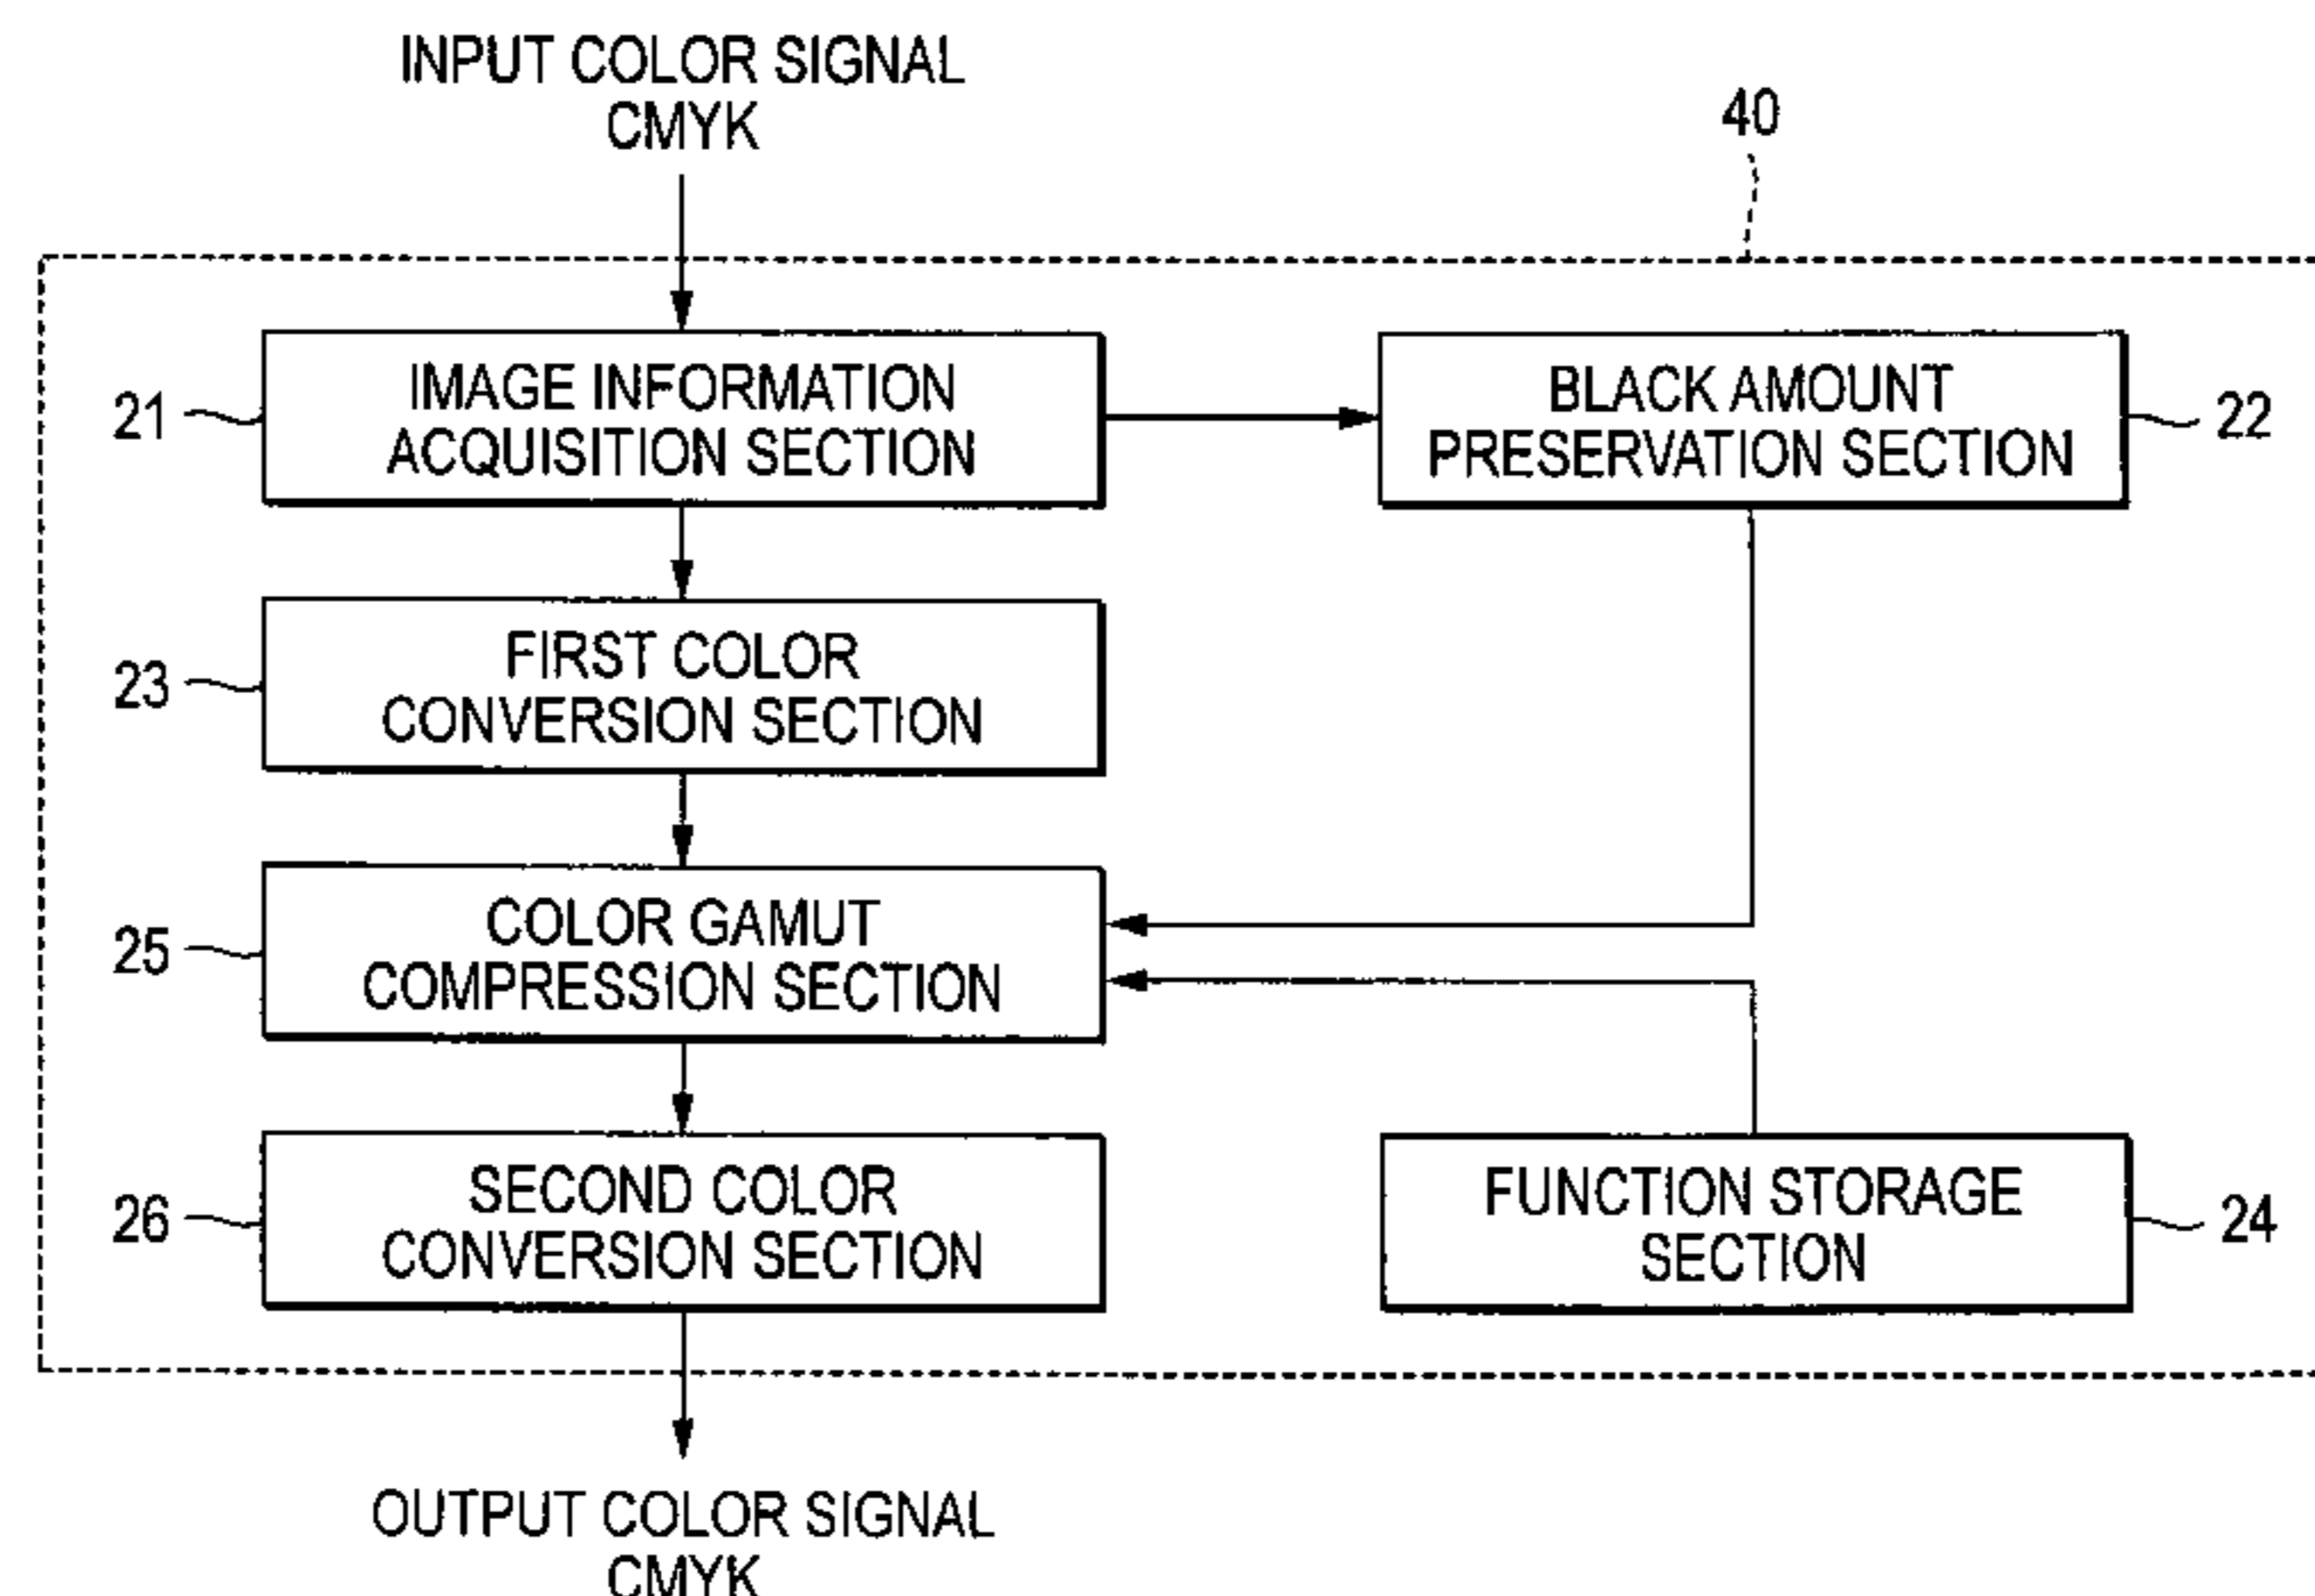 INPUT COLOR SIGNAL
CMYK
40
21
IMAGE INFORMATION
ACQUISITION SECTION
BLACK AMOUNT
PRESERVATION SECTION
22
23
FIRST COLOR
CONVERSION SECTION
25
COLOR GAMUT
COMPRESSION SECTION
26
SECOND COLOR
CONVERSION SECTION
FUNCTION STORAGE
SECTION
24
OUTPUT COLOR SIGNAL
CMYK